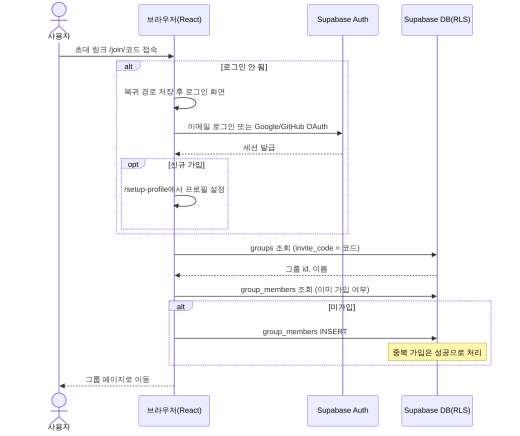 브라우저(React)
Supabase Auth
Supabase DB(RLS)
사용자
초대 링크 /join/코드 접속
alt
[로그인 안 됨]
복귀 경로 저장 후 로그인 화면
이메일 로그인 또는 Google/GitHub OAuth
세션 발급
opt
[신규 가입]
/setup-profile에서 프로필 설정
groups 조회 (invite_code = 코드)
그룹 id, 이름
group_members 조회 (이미 가입 여부)
alt
[미가입]
group_members INSERT
중복 가입은 성공으로 처리
그룹 페이지로 이동
브라우저(React)
Supabase Auth
Supabase DB(RLS)
사용자